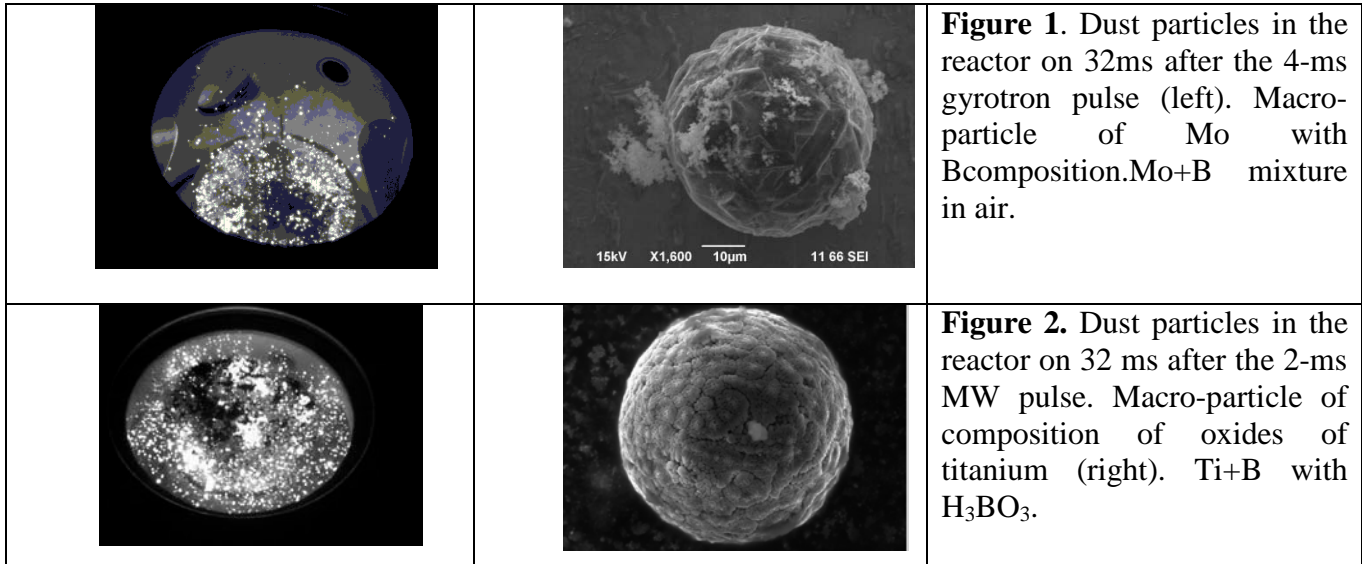 Figure 1. Dust particles in the
reactor on 32ms after the 4-ms
gyrotron pulse (left). Macro-
particle of Mo with
Bcomposition.Mo+B mixture
in air.
15kV X1,600 10µm 11 66 SEI
Figure 2. Dust particles in the
reactor on 32 ms after the 2-ms
MW pulse. Macro-particle of
composition of oxides of
titanium (right). Ti+B with
H₃BO₃.